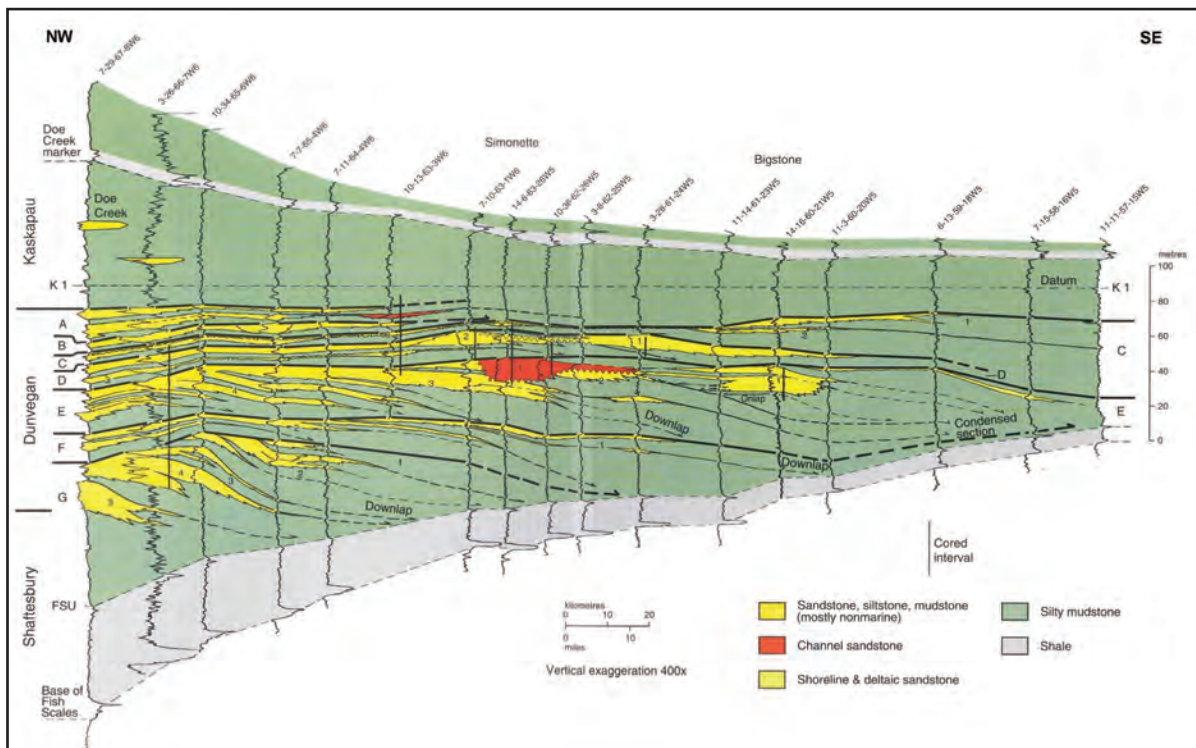 NW
SE
7-29-67-8W6
3-26-66-7W6
10-34-65-6W6
7-7-65-4W6
7-11-64-4W6
10-13-63-3W6
7-10-63-1W6
14-6-63-26W5
10-36-62-26W5
3-26-61-24W5
11-14-61-23W5
14-16-60-21W5
11-3-60-20W5
6-13-59-18W5
7-15-58-16W5
11-11-57-15W5
Simonette
Bigstone
Doe
Creek
marker
Doe
Creek
Kaskapau
K 1
Datum
K 1
metres
100
80
60
40
20
0
A
B
C
D
E
F
G
C
D
E
Dunvegan
Onlap
Downlap
Condensed
section
Downlap
Downlap
Shaftesbury
FSU
Base of
Fish
Scales
Cored
interval
kilometres
0 10 20
0 10
miles
Vertical exaggeration 400x
Sandstone, siltstone, mudstone
(mostly nonmarine)
Channel sandstone
Shoreline & deltaic sandstone
Silty mudstone
Shale